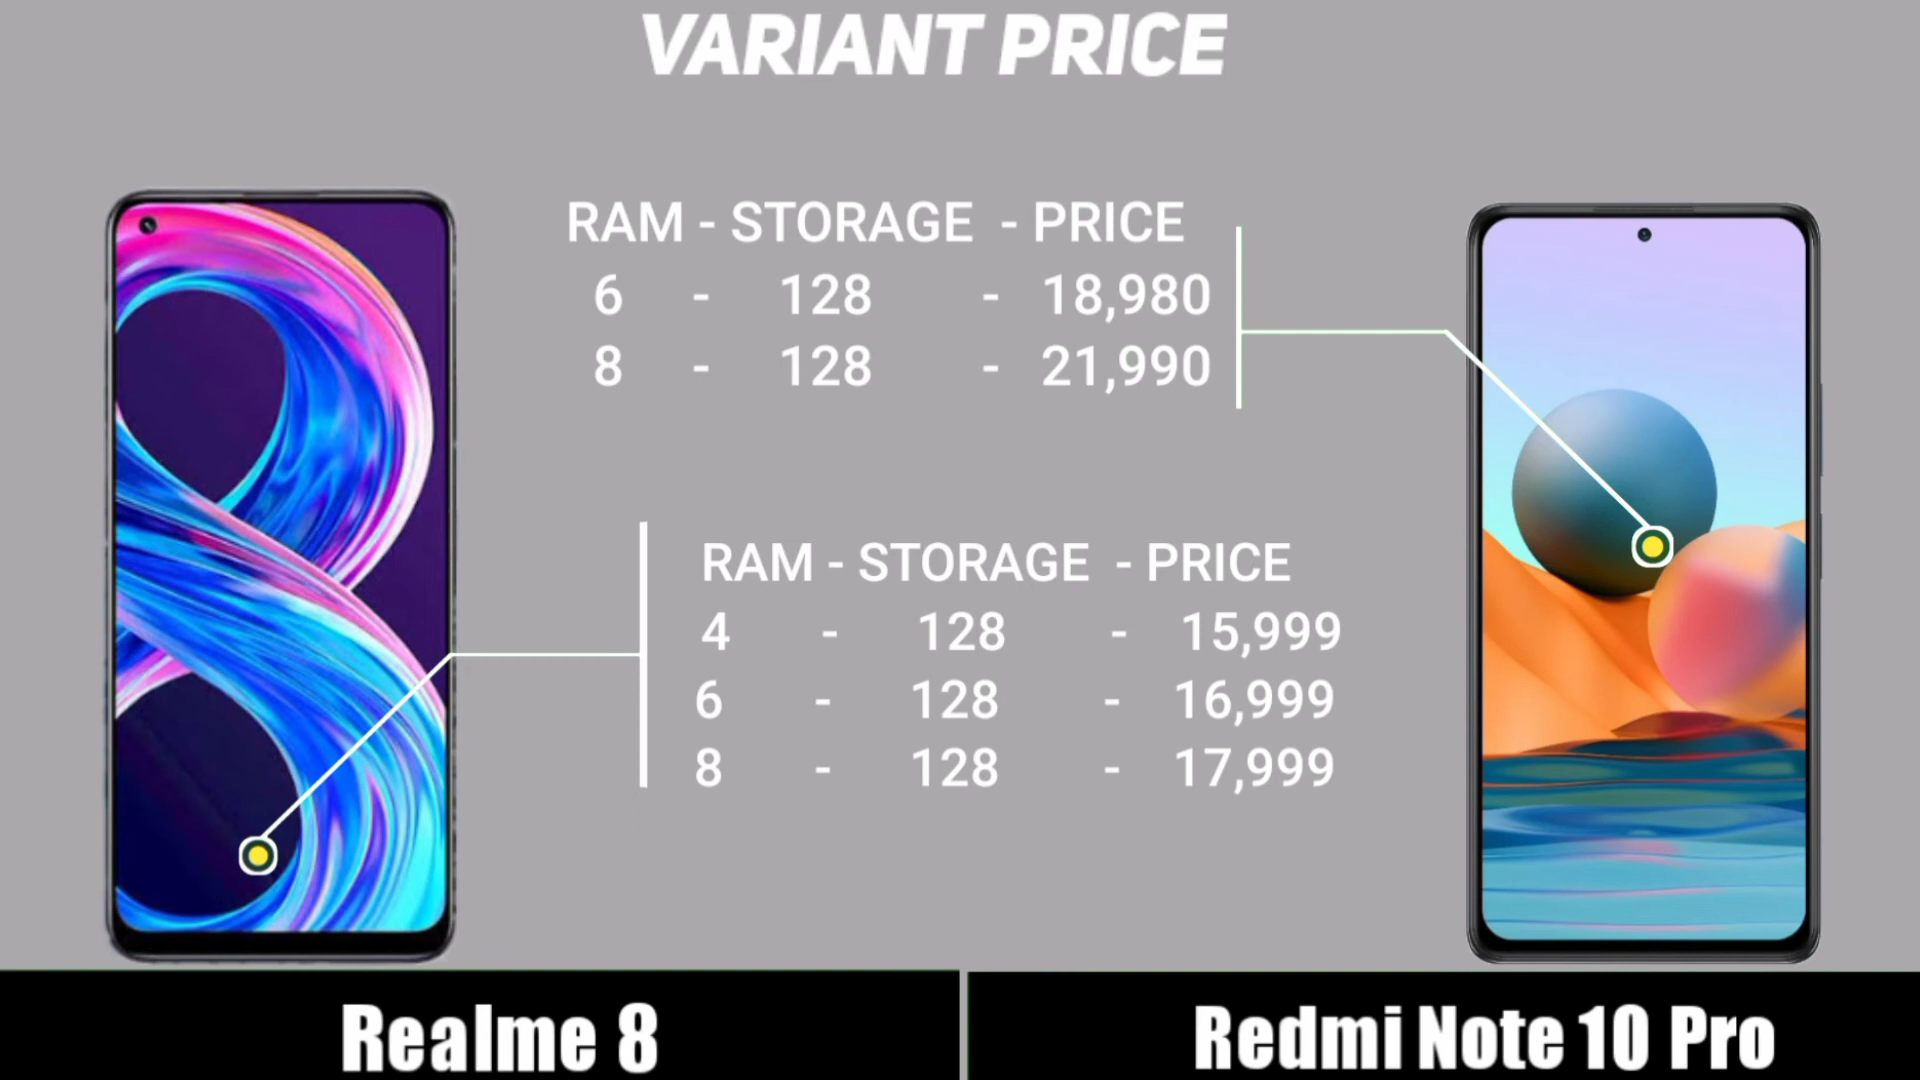 VARIANT PRICE
RAM - STORAGE - PRICE
6 - 128 - 18,980
8 - 128 - 21,990
RAM - STORAGE - PRICE
4 - 128 - 15,999
6 - 128 - 16,999
8 - 128 - 17,999
Realme 8
Redmi Note 10 Pro